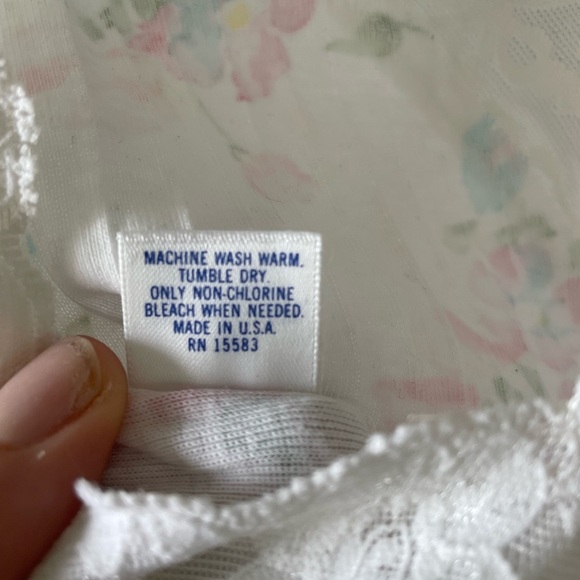 MACHINE WASH WARM.
TUMBLE DRY.
ONLY NON-CHLORINE
BLEACH WHEN NEEDED.
MADE IN U.S.A.
RN 15583